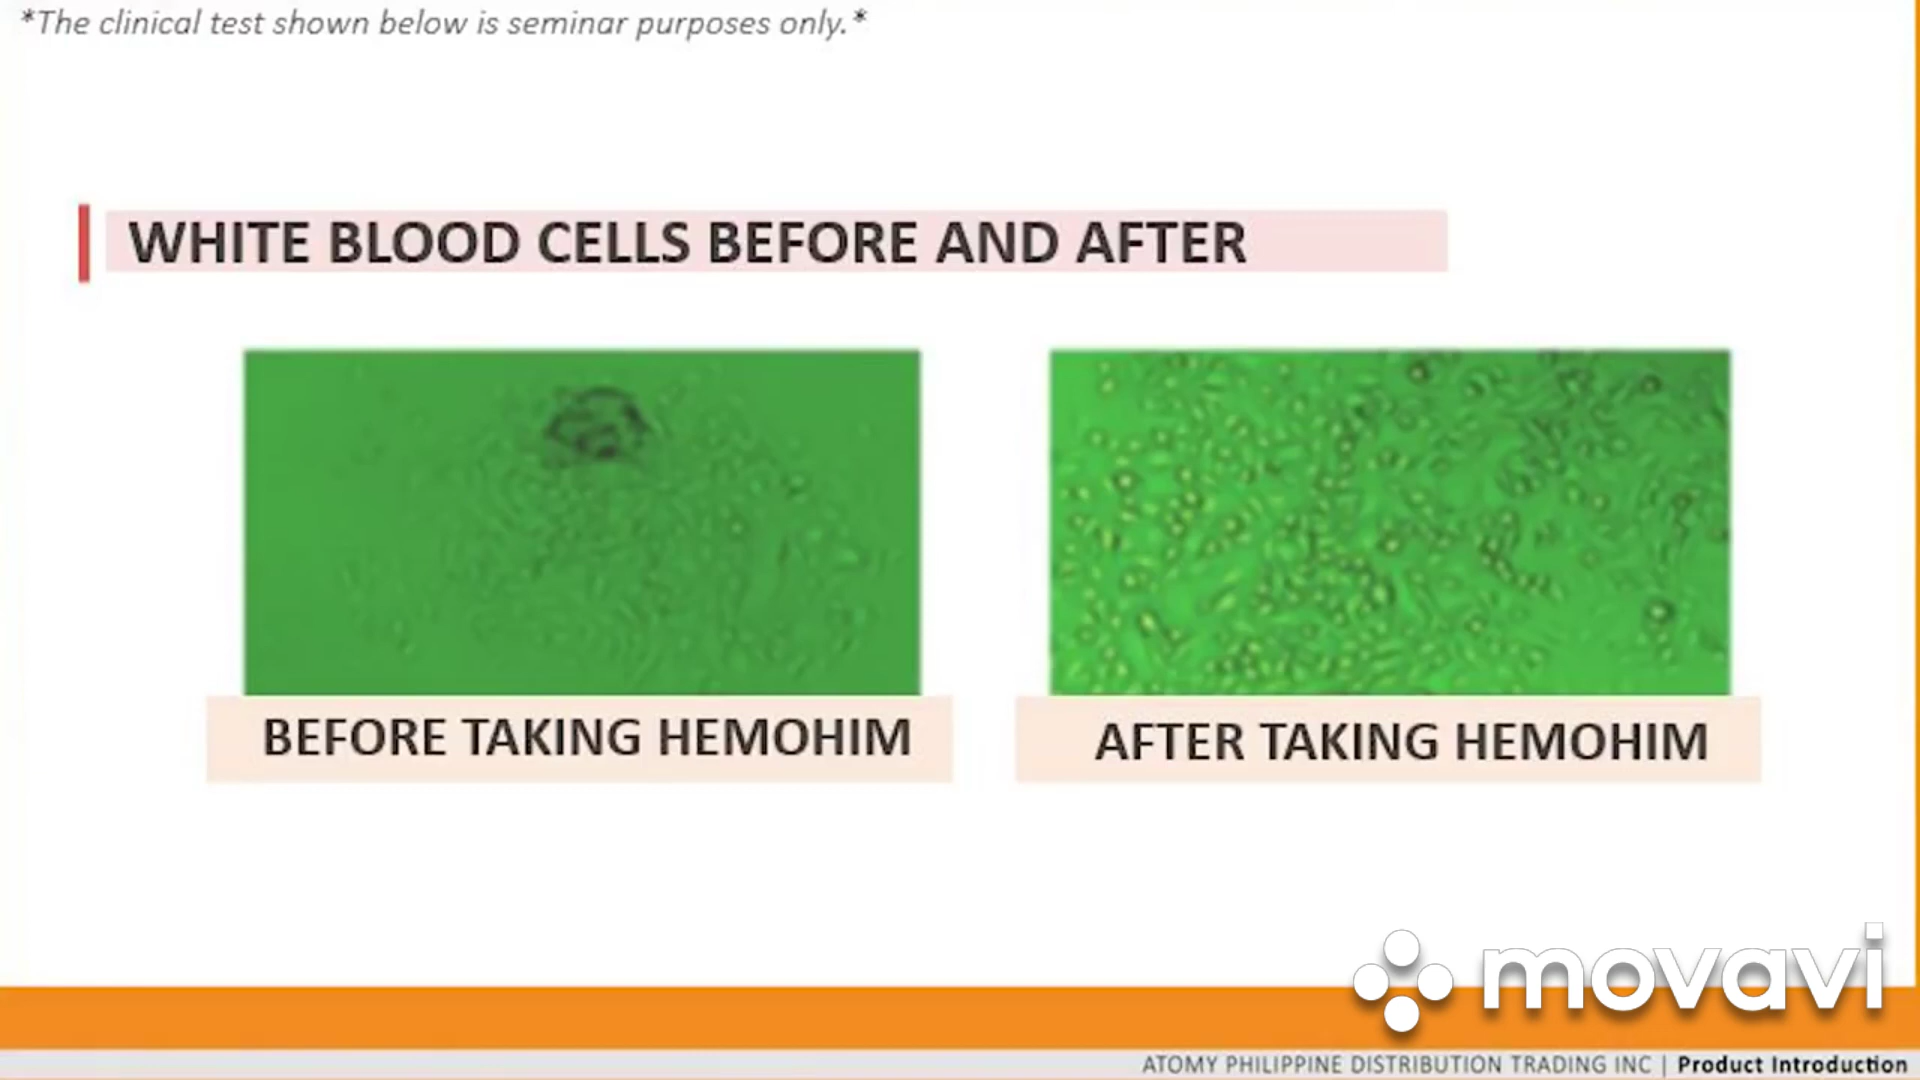 *The clinical test shown below is seminar purposes only.*
WHITE BLOOD CELLS BEFORE AND AFTER
BEFORE TAKING HEMOHIM
AFTER TAKING HEMOHIM
movavi
ATOMY PHILIPPINE DISTRIBUTION TRADING INC | Product Introduction